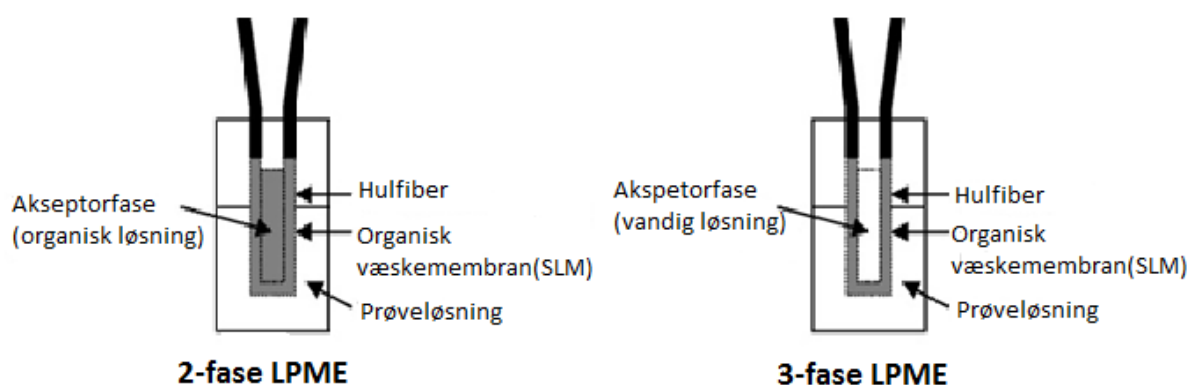 Akseptorfase
(organisk løsning)
Hulfiber
Organisk
væskemembran(SLM)
Prøveløsning
2-fase LPME
Akspetorfase
(vandig løsning)
Hulfiber
Organisk
væskemembran(SLM)
Prøveløsning
3-fase LPME